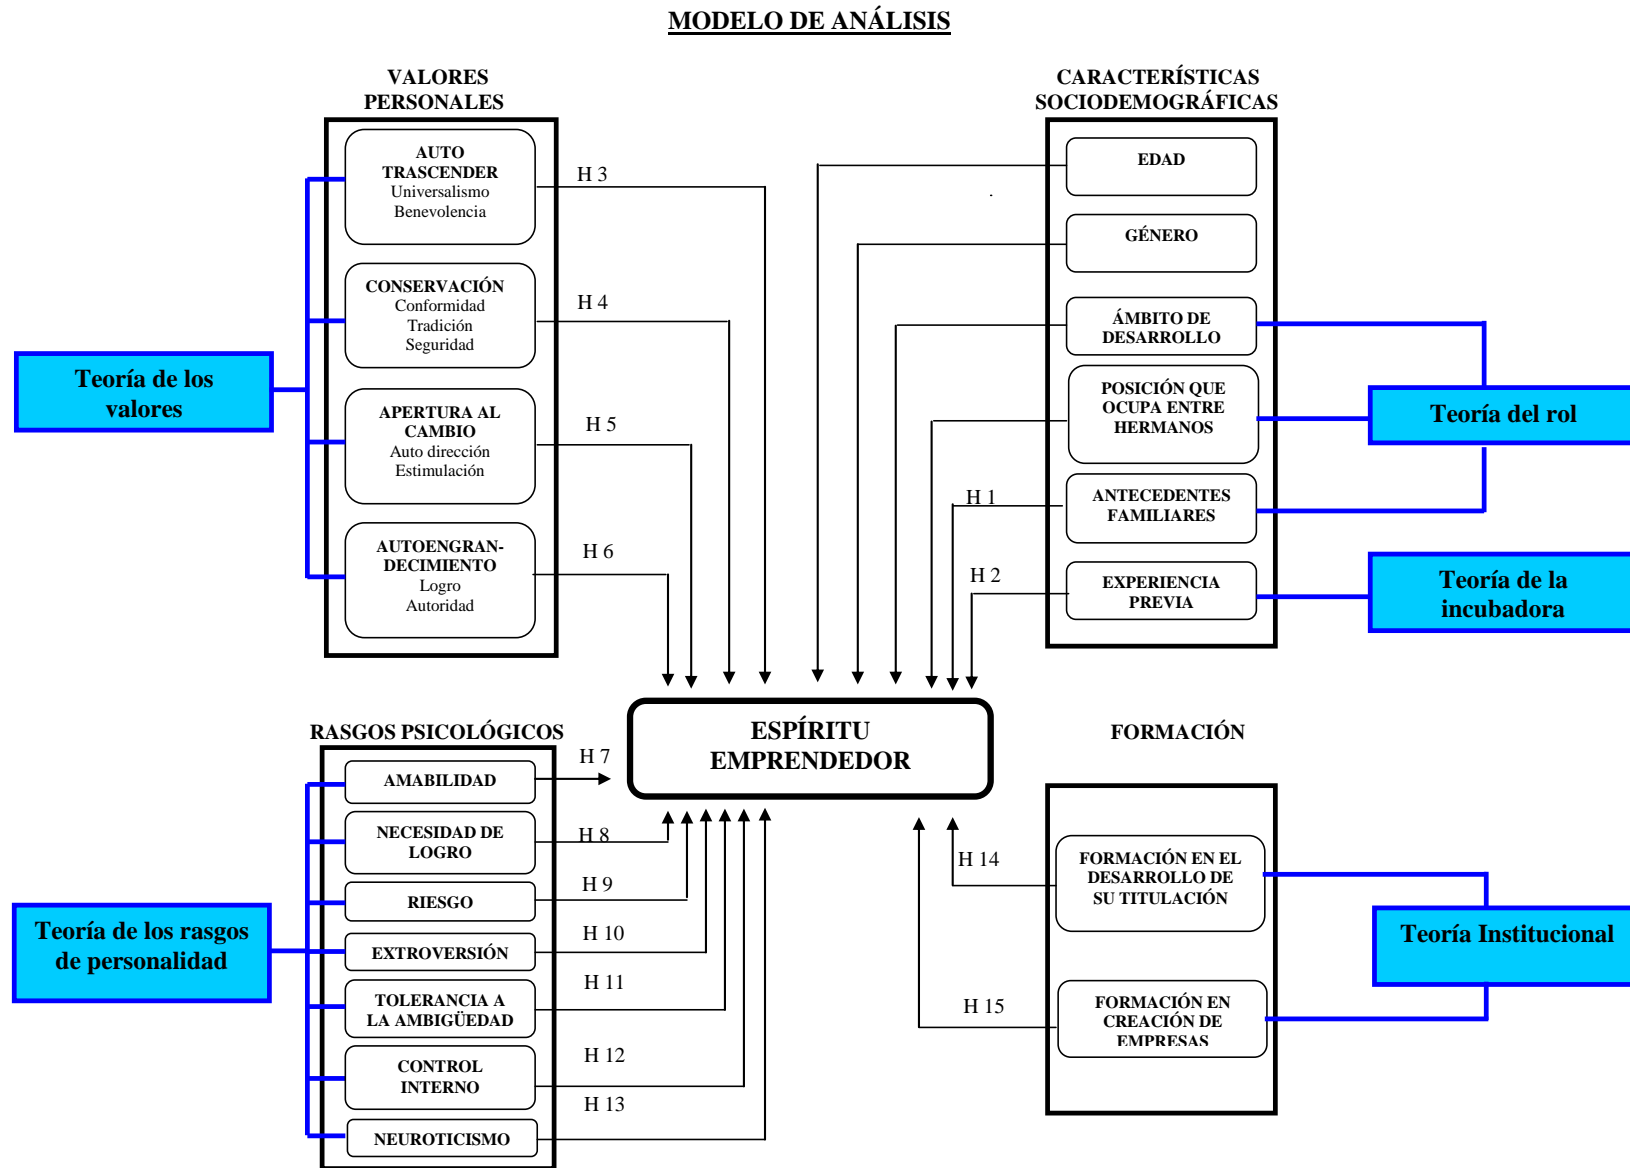 MODELO DE ANÁLISIS
VALORES
PERSONALES
AUTO
TRASCENDER
Universalismo
Benevolencia
H 3
CONSERVACIÓN
Conformidad
Tradición
Seguridad
H 4
APERTURA AL
CAMBIO
Auto dirección
Estimulación
H 5
AUTOENGRAN-
DECIMIENTO
Logro
Autoridad
H 6
Teoría de los
valores
CARACTERÍSTICAS
SOCIODEMOGRÁFICAS
EDAD
GÉNERO
ÁMBITO DE
DESARROLLO
POSICIÓN QUE
OCUPA ENTRE
HERMANOS
H 1
ANTECEDENTES
FAMILIARES
H 2
EXPERIENCIA
PREVIA
Teoría del rol
Teoría de la
incubadora
ESPÍRITU
EMPRENDEDOR
RASGOS PSICOLÓGICOS
AMABILIDAD
H 7
NECESIDAD DE
LOGRO
H 8
RIESGO
H 9
EXTROVERSIÓN
H 10
TOLERANCIA A
LA AMBIGÜEDAD
H 11
CONTROL
INTERNO
H 12
NEUROTICISMO
H 13
Teoría de los rasgos
de personalidad
FORMACIÓN
H 14
FORMACIÓN EN EL
DESARROLLO DE
SU TITULACIÓN
H 15
FORMACIÓN EN
CREACIÓN DE
EMPRESAS
Teoría Institucional